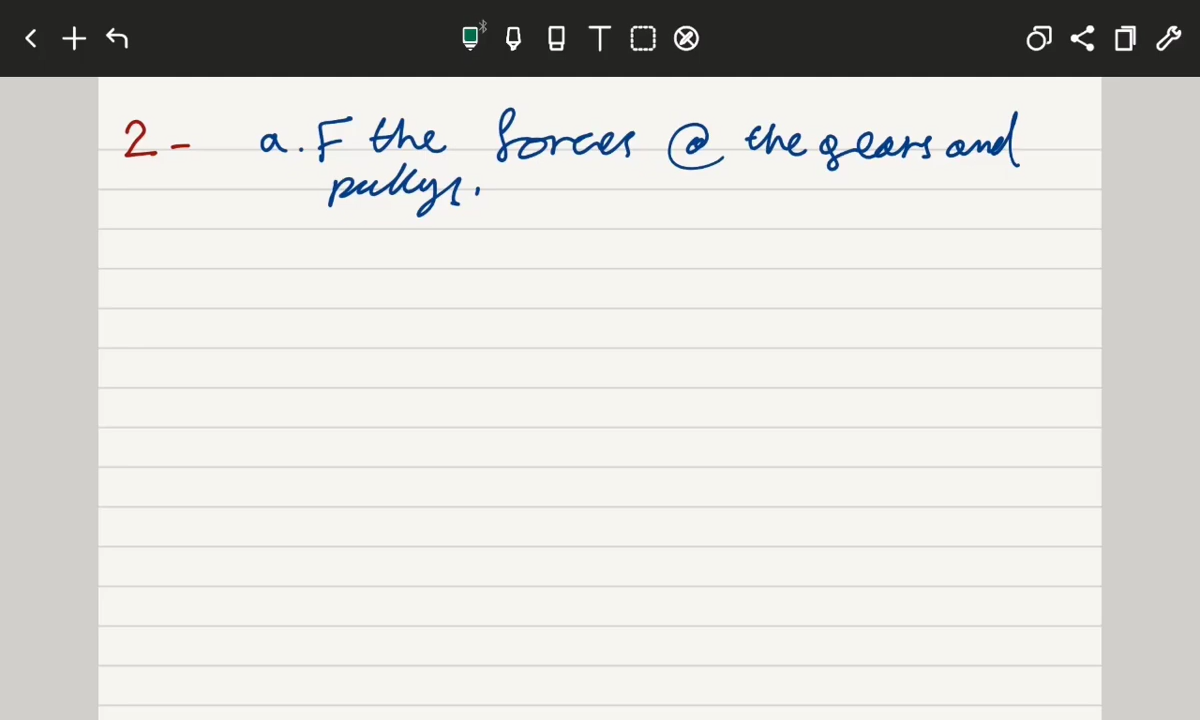 2- a. F the forces @ the gears and
pulleys.